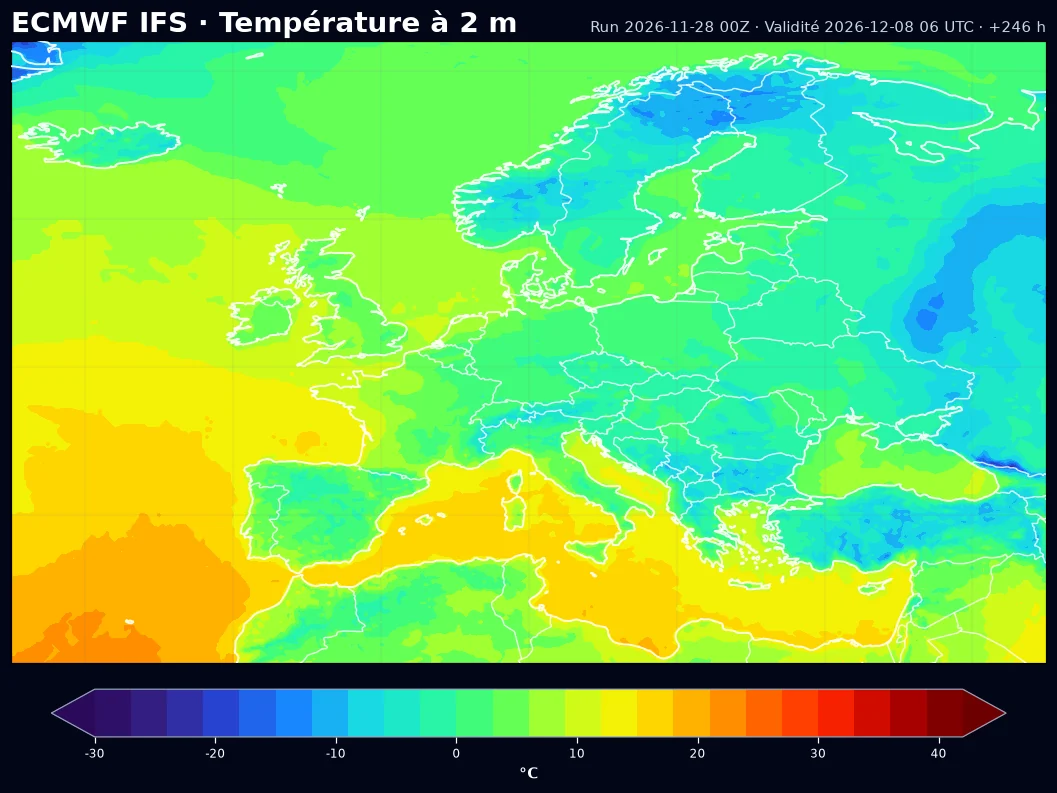 ECMWF IFS · Température à 2 m
Run 2026-11-28 00Z · Validité 2026-12-08 06 UTC · +246 h
-30 -20 -10 0 10 20 30 40
°C